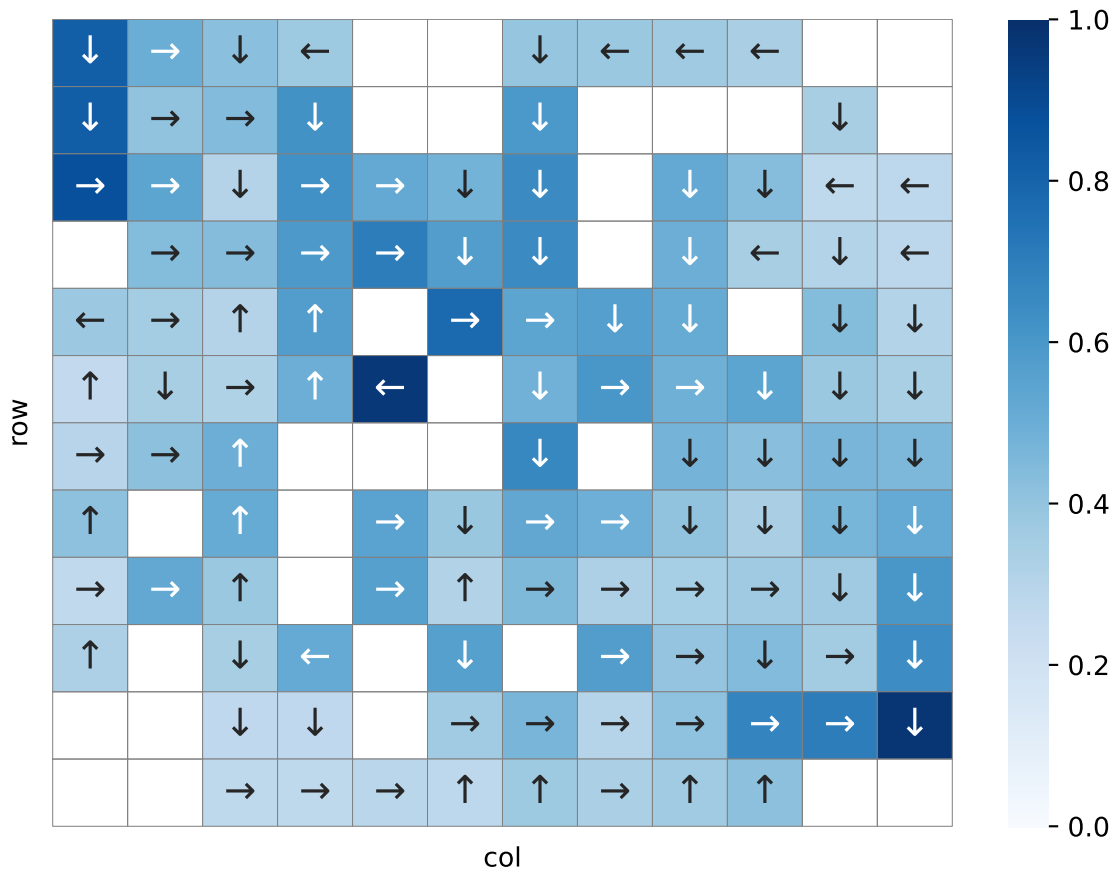 ↓ → ↓ ← ↓ ← ← ←
↓ → → ↓ ↓ ↓
→ → ↓ → → ↓ ↓ ↓ ↓ ← ←
→ → → → ↓ ↓ ↓ ← ↓ ←
← → ↑ ↑ → → ↓ ↓ ↓ ↓
↑ ↓ → ↑ ← ↓ → → ↓ ↓ ↓
→ → ↑ ↓ ↓ ↓ ↓ ↓
↑ ↑ → ↓ → → ↓ ↓ ↓ ↓
→ → ↑ → ↑ → → → → ↓ ↓
↑ ↓ ← ↓ → → ↓ → ↓
↓ ↓ → → → → → → ↓
→ → → ↑ ↑ → ↑ ↑
row
col
1.0
0.8
0.6
0.4
0.2
0.0